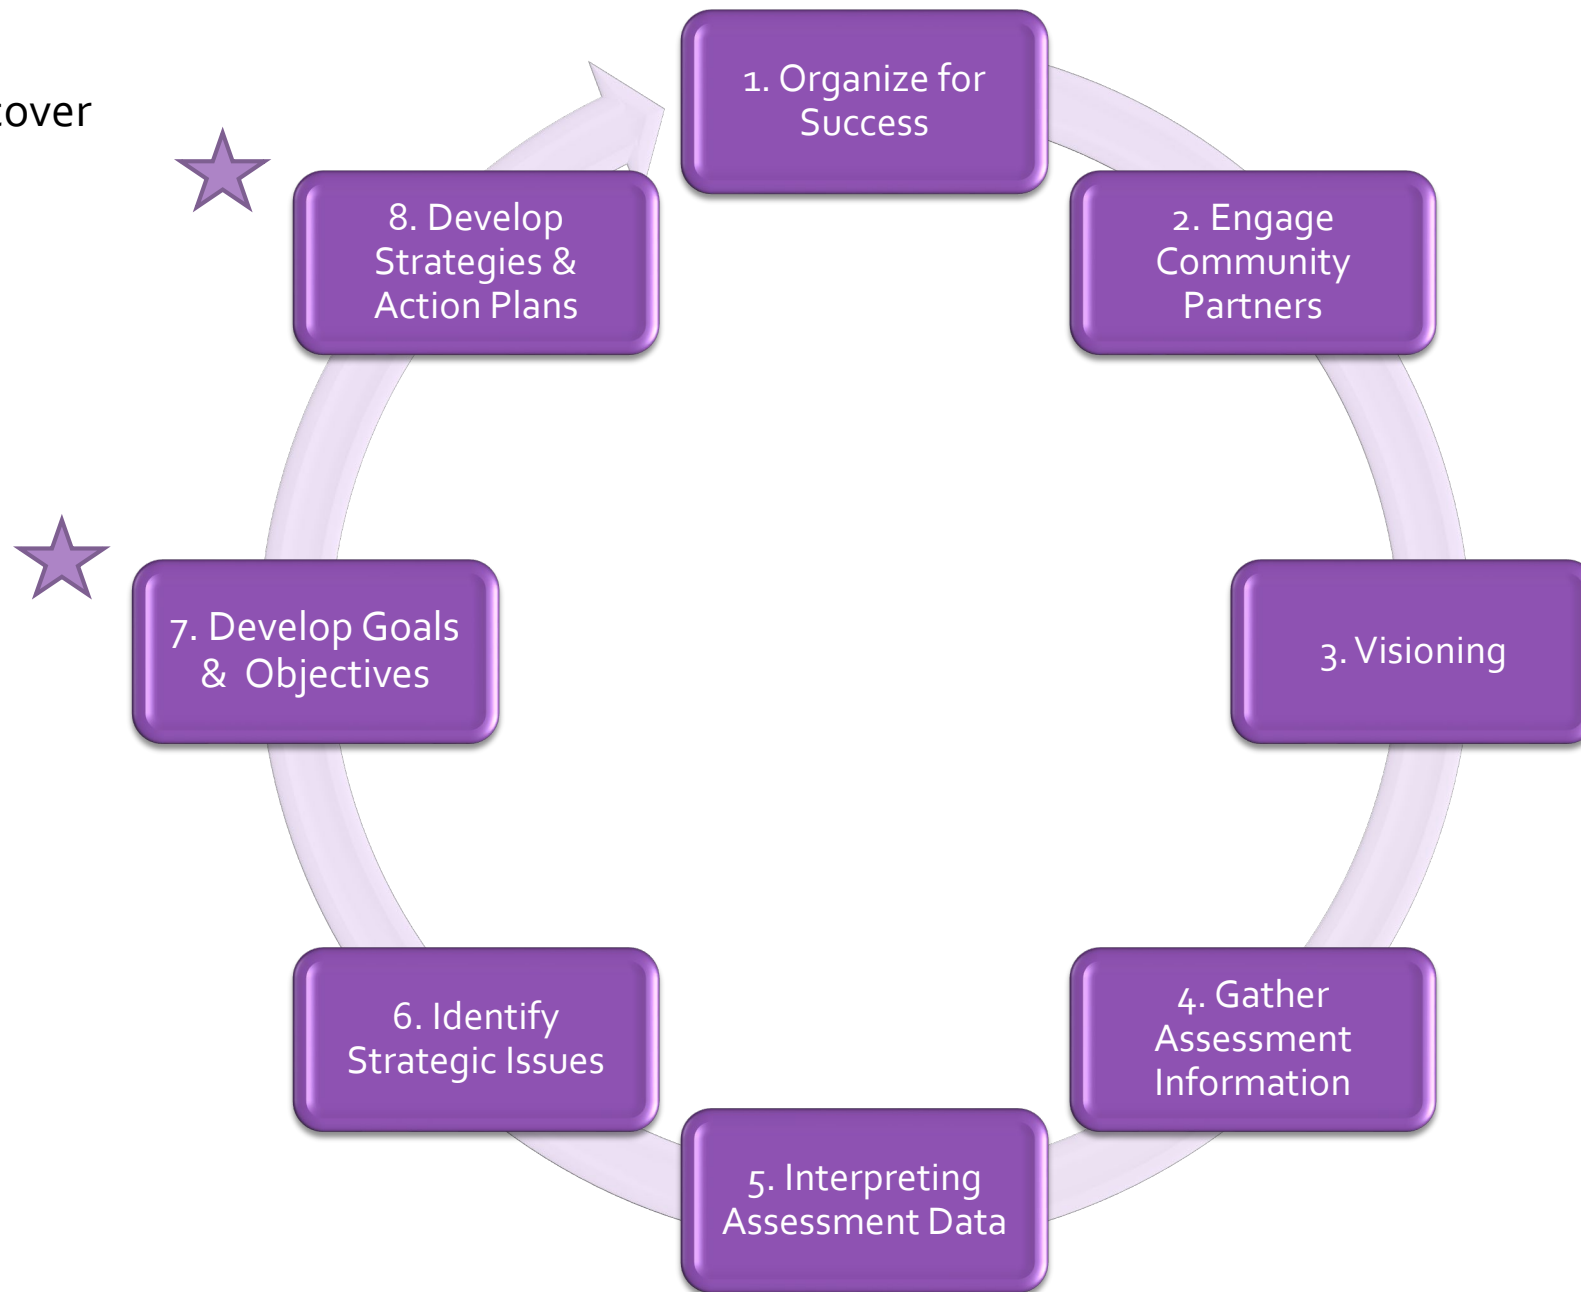 1. Organize for
Success
2. Engage
Community
Partners
3. Visioning
4. Gather
Assessment
Information
5. Interpreting
Assessment Data
6. Identify
Strategic Issues
7. Develop Goals
& Objectives
8. Develop
Strategies &
Action Plans